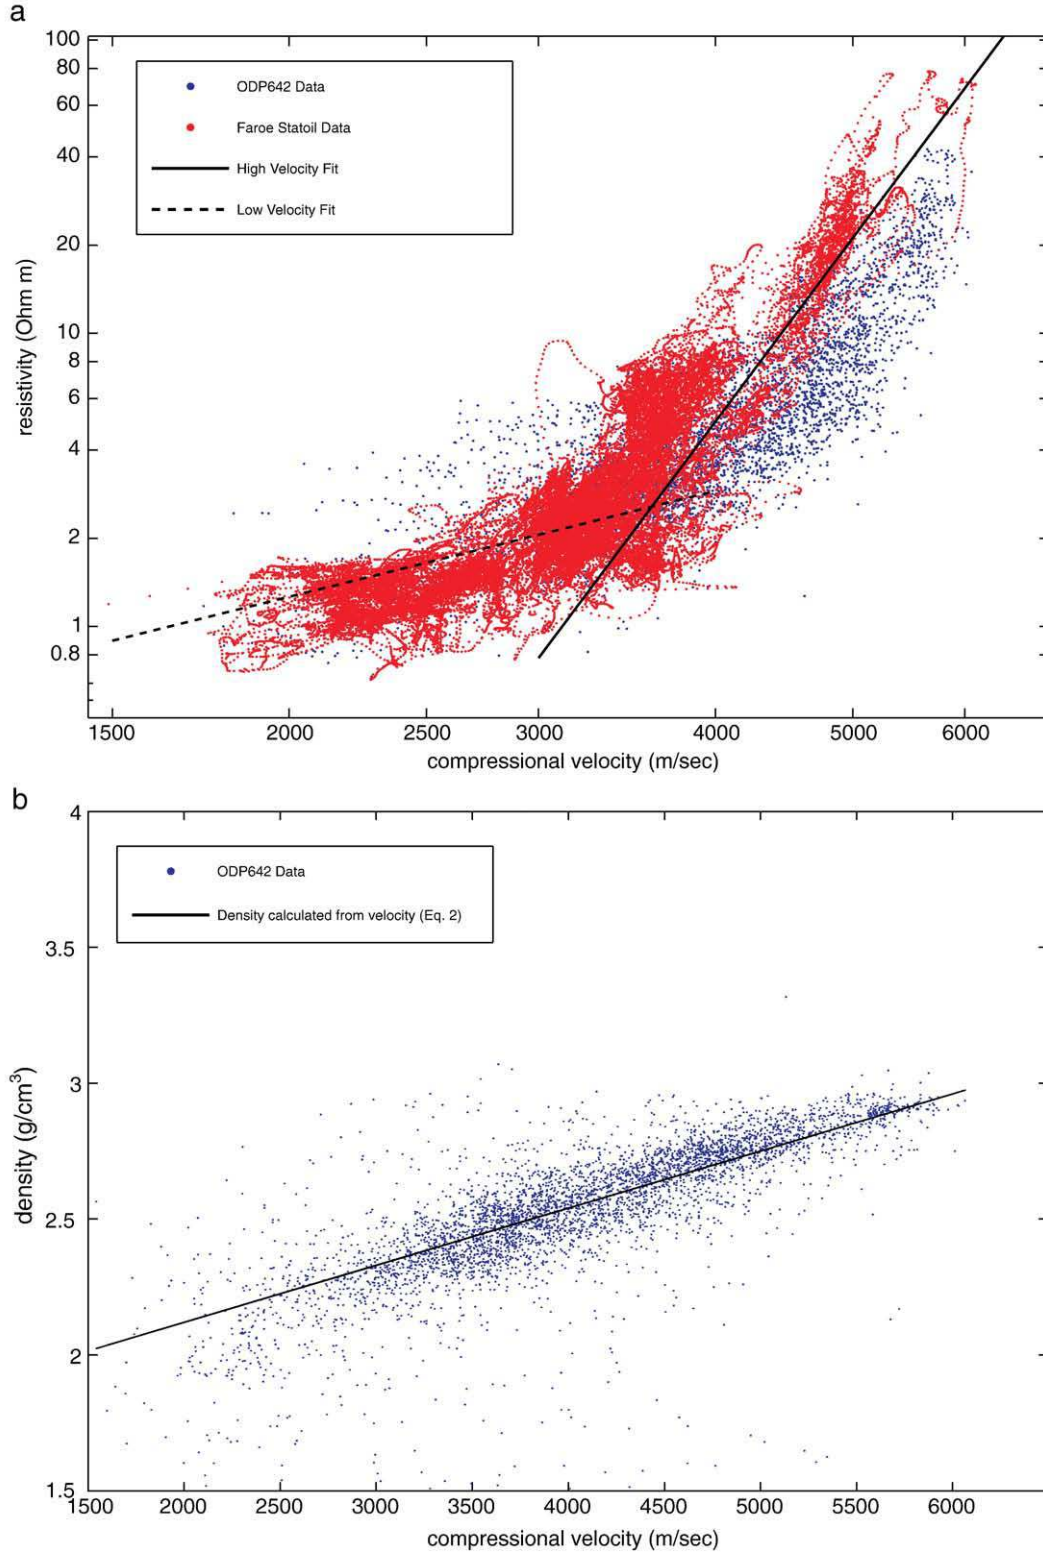 a
100
80
60
40
20
10
8
6
4
2
1
0.8
resistivity (Ohm m)
ODP642 Data
Faroe Statoil Data
High Velocity Fit
Low Velocity Fit
1500 2000 2500 3000 4000 5000 6000
compressional velocity (m/sec)
b
4
3.5
3
2.5
2
1.5
density (g/cm³)
ODP642 Data
Density calculated from velocity (Eq. 2)
1500 2000 2500 3000 3500 4000 4500 5000 5500 6000
compressional velocity (m/sec)